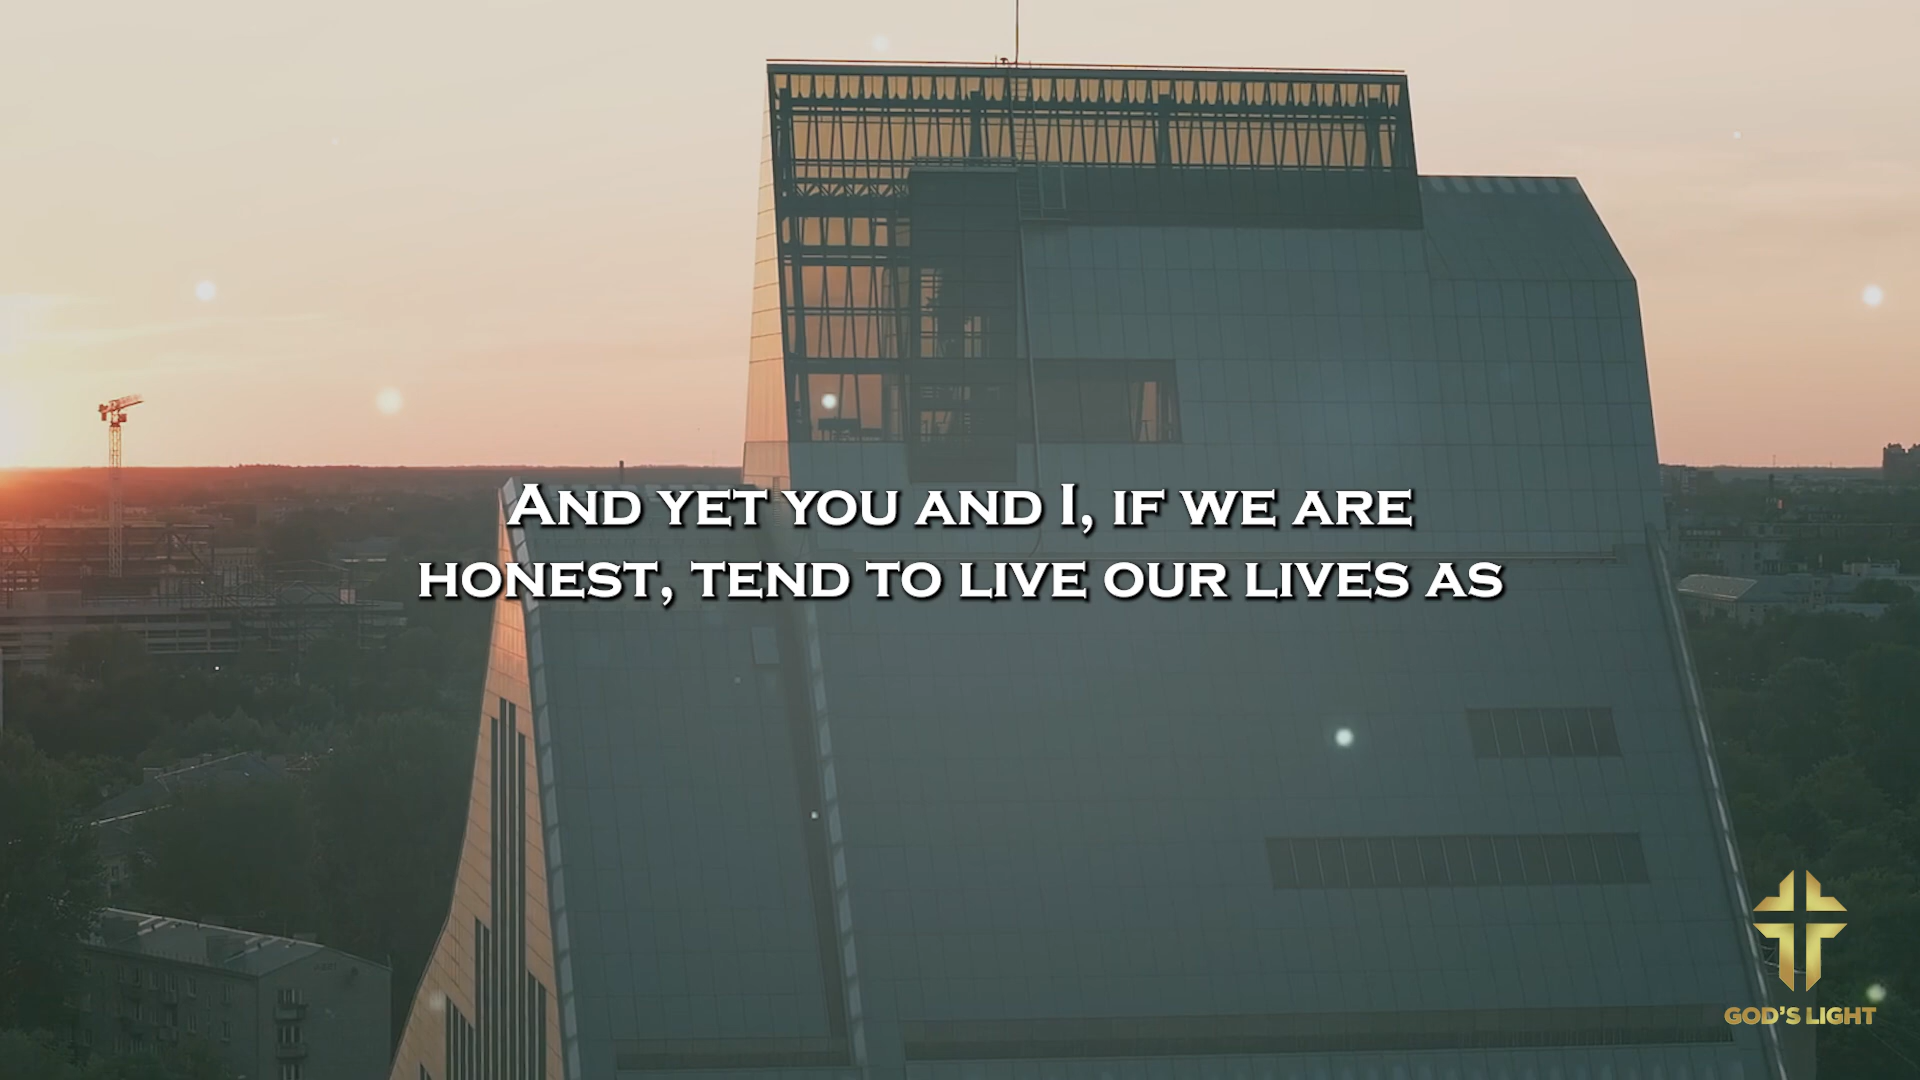 And yet you and I, if we are
honest, tend to live our lives as
GOD'S LIGHT